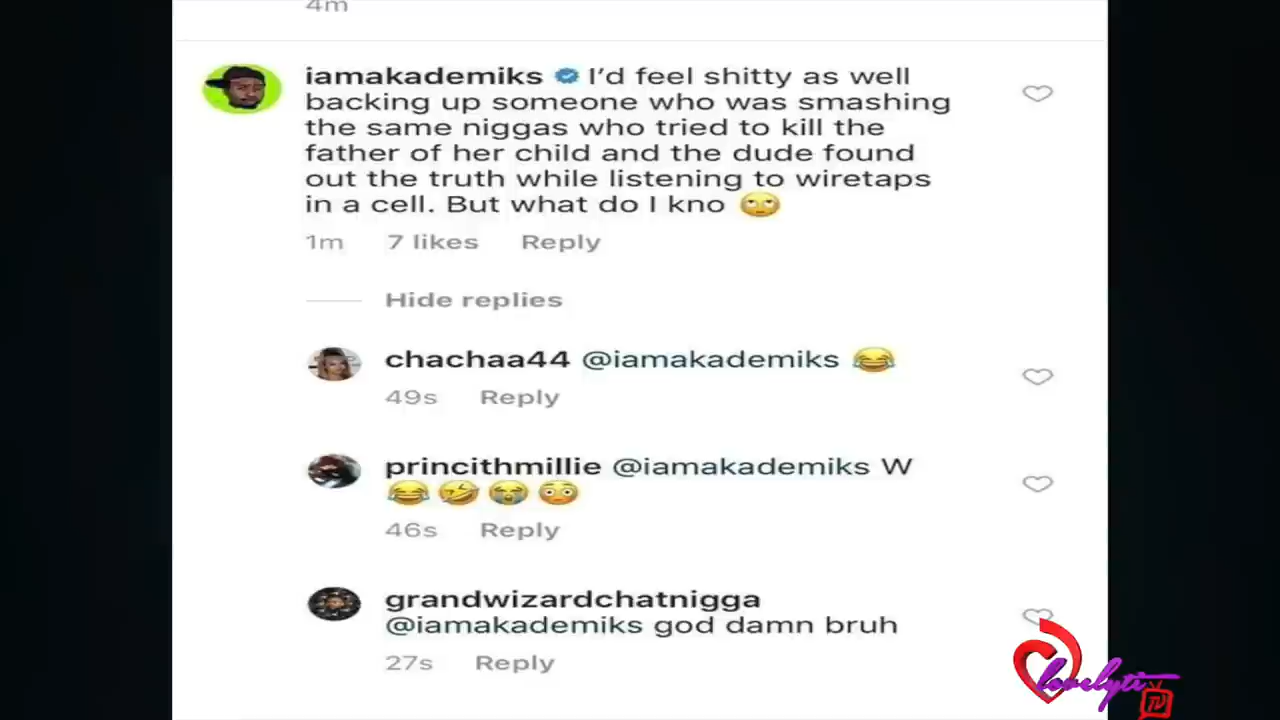 4m
iamakademiks I'd feel shitty as well
backing up someone who was smashing
the same niggas who tried to kill the
father of her child and the dude found
out the truth while listening to wiretaps
in a cell. But what do I kno 🙄
1m 7 likes Reply
Hide replies
chachaa44 @iamakademiks 😂
49s Reply
princithmillie @iamakademiks W
😂🤣😭😳
46s Reply
grandwizardchatnigga
@iamakademiks god damn bruh
27s Reply
lovelyti
TV